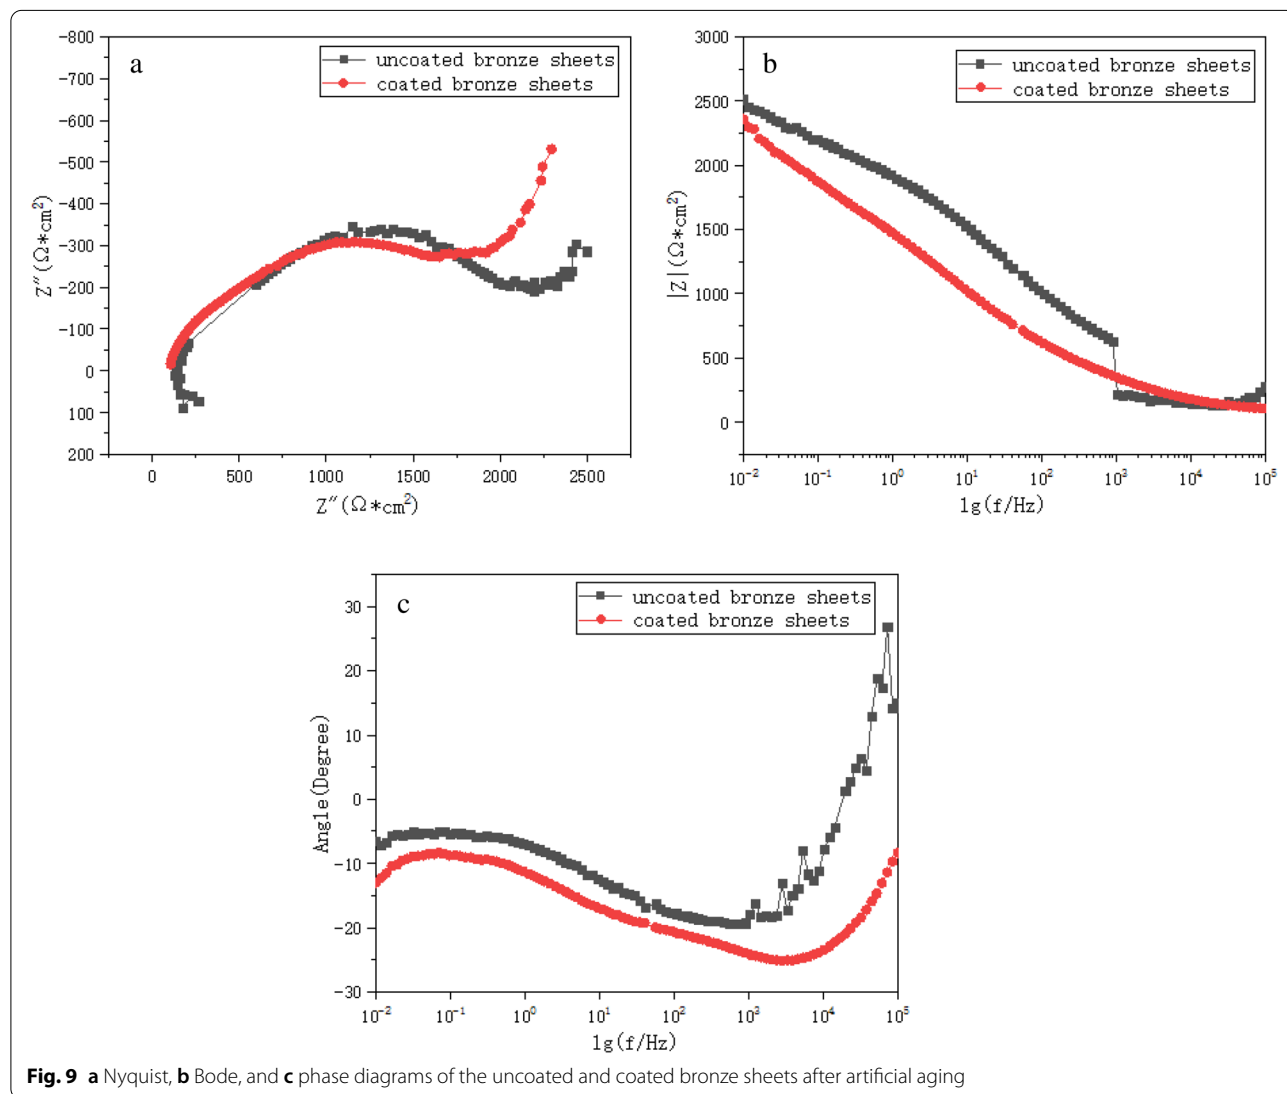 a
uncoated bronze sheets
coated bronze sheets
-800
-700
-600
-500
-400
-300
-200
-100
0
100
200
Z″(Ω*cm²)
0 500 1000 1500 2000 2500
Z″(Ω*cm²)
b
uncoated bronze sheets
coated bronze sheets
3000
2500
2000
1500
1000
500
0
|Z|(Ω*cm²)
10⁻² 10⁻¹ 10⁰ 10¹ 10² 10³ 10⁴ 10⁵
lg(f/Hz)
c
uncoated bronze sheets
coated bronze sheets
30
20
10
0
-10
-20
-30
Angle(Degree)
10⁻² 10⁻¹ 10⁰ 10¹ 10² 10³ 10⁴ 10⁵
lg(f/Hz)
Fig. 9 a Nyquist, b Bode, and c phase diagrams of the uncoated and coated bronze sheets after artificial aging